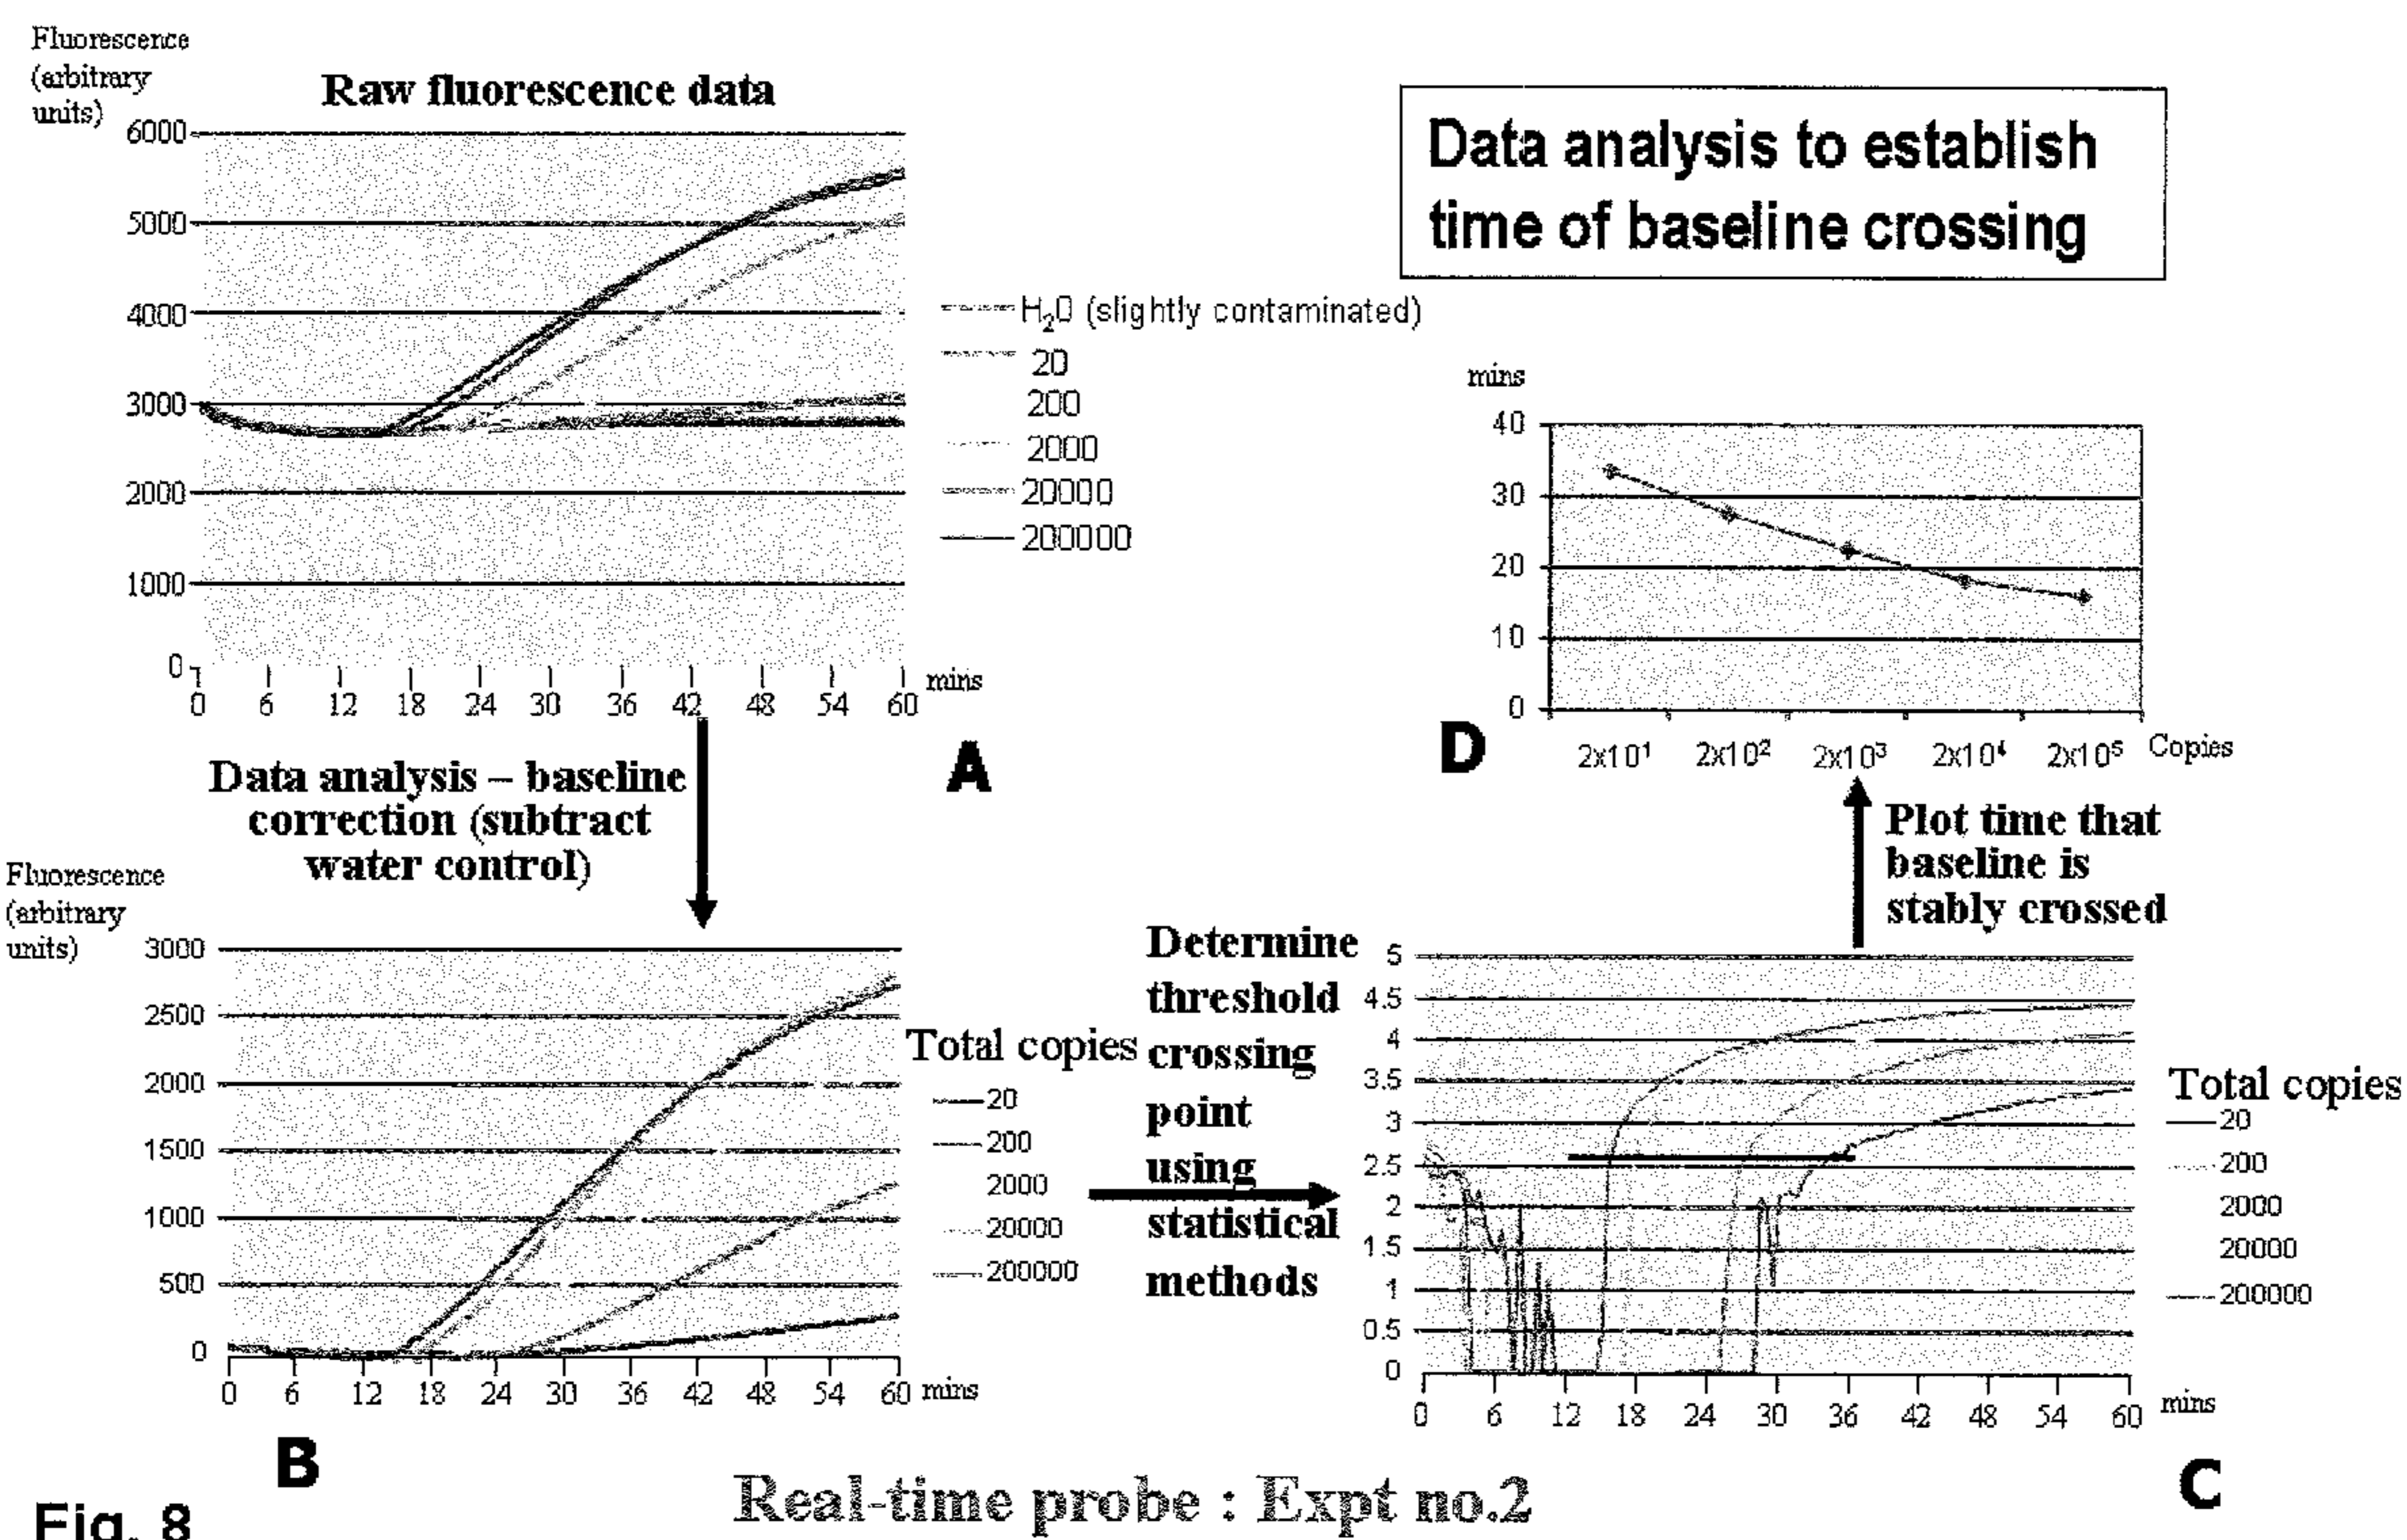 Fluorescence
(arbitrary
units)
Raw fluorescence data
6000
5000
4000
3000
2000
1000
0
0 6 12 18 24 30 36 42 48 54 60 mins
H₂O (slightly contaminated)
20
200
2000
20000
200000
A
Data analysis to establish
time of baseline crossing
mins
40
30
20
10
0
2x10¹ 2x10² 2x10³ 2x10⁴ 2x10⁵ Copies
D
Data analysis – baseline
correction (subtract
water control)
Plot time that
baseline is
stably crossed
Fluorescence
(arbitrary
units)
3000
2500
2000
1500
1000
500
0
0 6 12 18 24 30 36 42 48 54 60 mins
Total copies
20
200
2000
20000
200000
B
Determine
threshold
crossing
point
using
statistical
methods
5
4.5
4
3.5
3
2.5
2
1.5
1
0.5
0
0 6 12 18 24 30 36 42 48 54 60 mins
Total copies
20
200
2000
20000
200000
C
Real-time probe : Expt no.2
Fig. 8